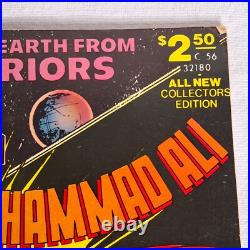 EARTH FROM
RIORS
$2.50
C 56
32180
ALL NEW
COLLECTORS
EDITION
HAMMAD ALI